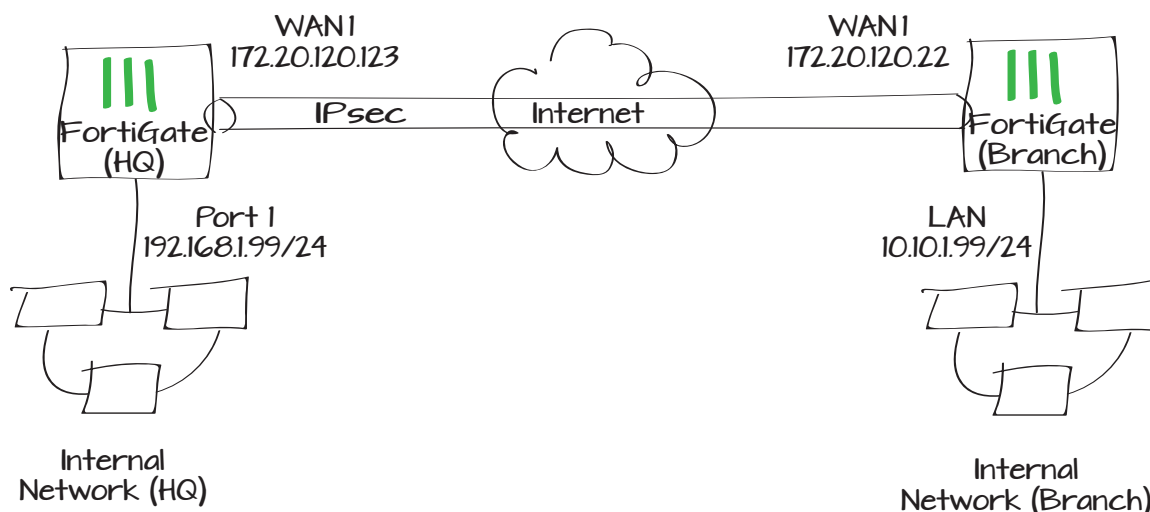 WAN1
172.20.120.123
WAN1
172.20.120.22
IPsec
Internet
FortiGate
(HQ)
FortiGate
(Branch)
Port 1
192.168.1.99/24
LAN
10.10.1.99/24
Internal
Network (HQ)
Internal
Network (Branch)